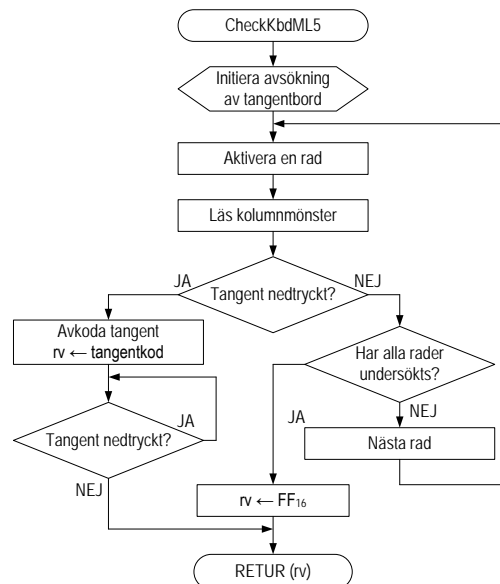 CheckKbdML5
Initiera avsökning
av tangentbord
Aktivera en rad
Läs kolumnmönster
JA
Tangent nedtryckt?
NEJ
Avkoda tangent
rv ← tangentkod
Har alla rader
undersökts?
JA
Tangent nedtryckt?
NEJ
JA
NEJ
Nästa rad
rv ← FF₁₆
RETUR (rv)